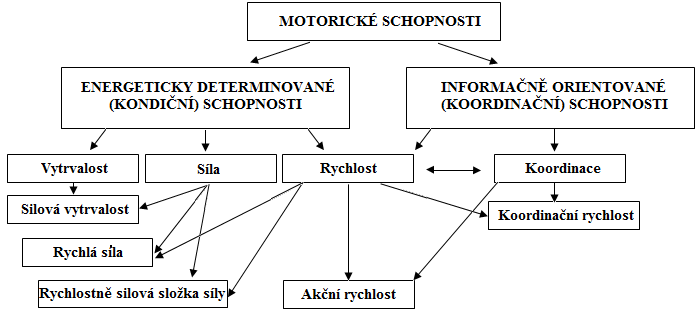 MOTORICKÉ SCHOPNOSTI
ENERGETICKY DETERMINOVANÉ
(KONDIČNÍ) SCHOPNOSTI
INFORMAČNĚ ORIENTOVANÉ
(KOORDINAČNÍ) SCHOPNOSTI
Vytrvalost
Síla
Rychlost
Koordinace
Silová vytrvalost
Koordinační rychlost
Rychlá síla
Rychlostně silová složka síly
Akční rychlost